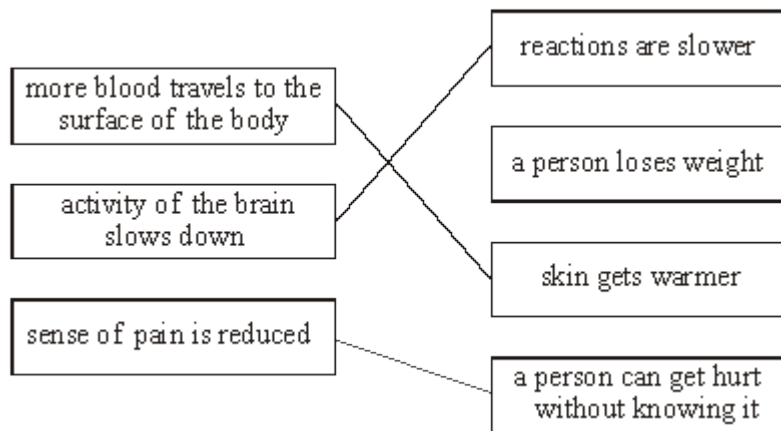 more blood travels to the
surface of the body
activity of the brain
slows down
sense of pain is reduced
reactions are slower
a person loses weight
skin gets warmer
a person can get hurt
without knowing it